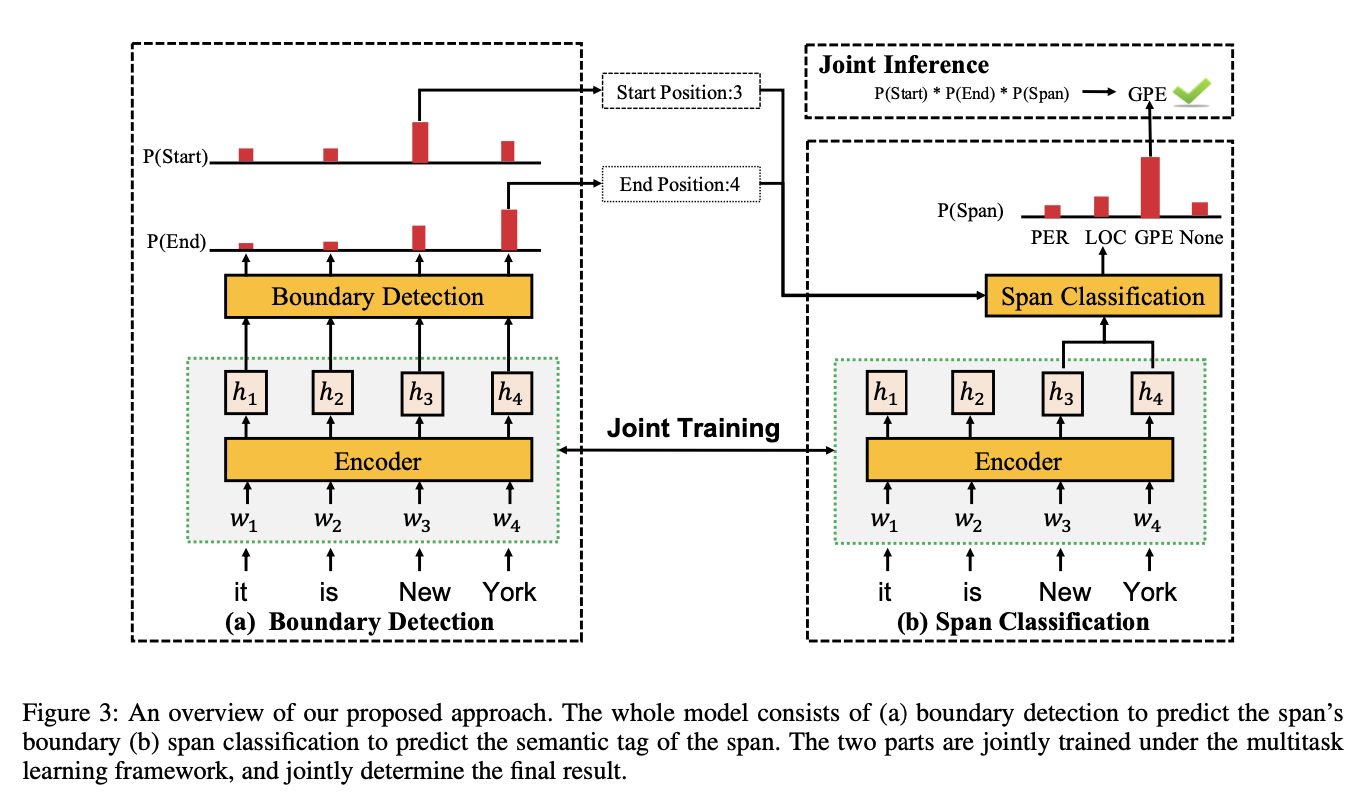 Joint Inference
P(Start) * P(End) * P(Span) GPE
Start Position:3
P(Start)
End Position:4
P(End)
P(Span)
PER LOC GPE None
Boundary Detection
Span Classification
h1 h2 h3 h4
h1 h2 h3 h4
Joint Training
Encoder
Encoder
w1 w2 w3 w4
w1 w2 w3 w4
it is New York
it is New York
(a) Boundary Detection
(b) Span Classification
Figure 3: An overview of our proposed approach. The whole model consists of (a) boundary detection to predict the span's
boundary (b) span classification to predict the semantic tag of the span. The two parts are jointly trained under the multitask
learning framework, and jointly determine the final result.